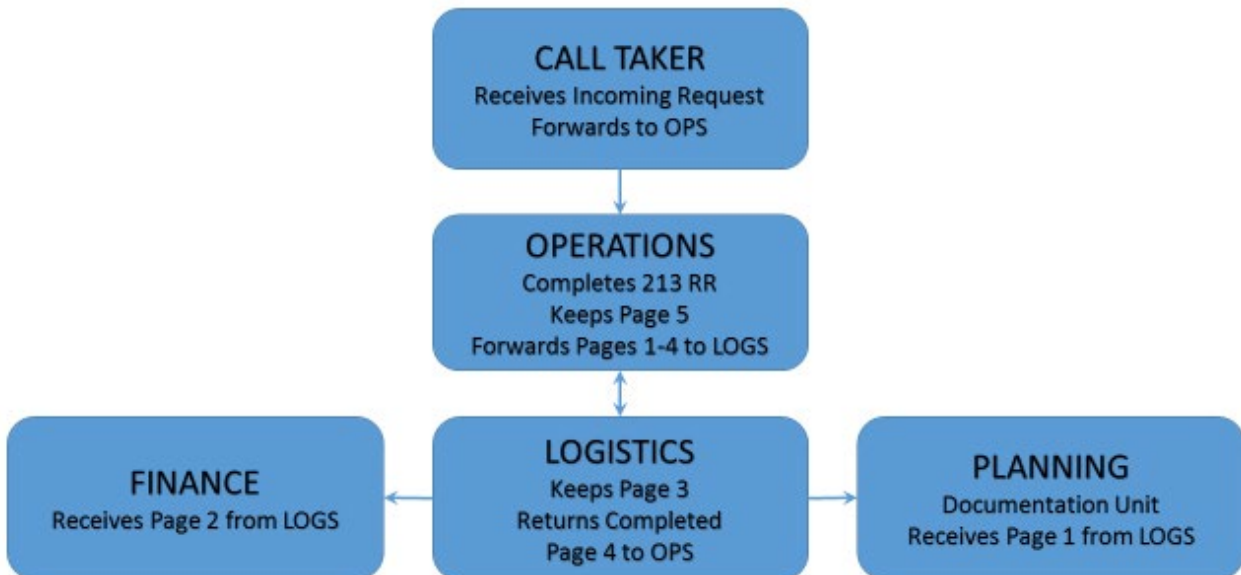 CALL TAKER
Receives Incoming Request
Forwards to OPS
OPERATIONS
Completes 213 RR
Keeps Page 5
Forwards Pages 1-4 to LOGS
FINANCE
Receives Page 2 from LOGS
LOGISTICS
Keeps Page 3
Returns Completed
Page 4 to OPS
PLANNING
Documentation Unit
Receives Page 1 from LOGS